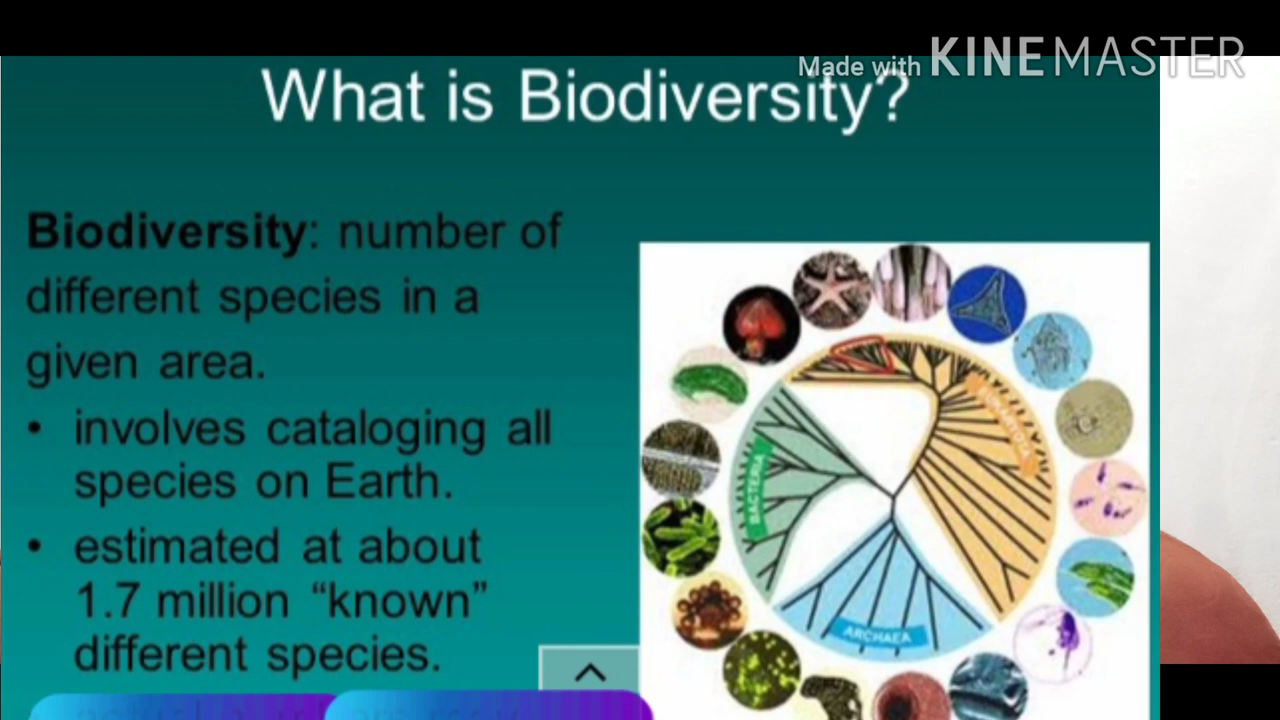 Made with KINEMASTER
What is Biodiversity?
Biodiversity: number of
different species in a
given area.
• involves cataloging all
species on Earth.
• estimated at about
1.7 million “known”
different species.
BACTERIA
ARCHAEA